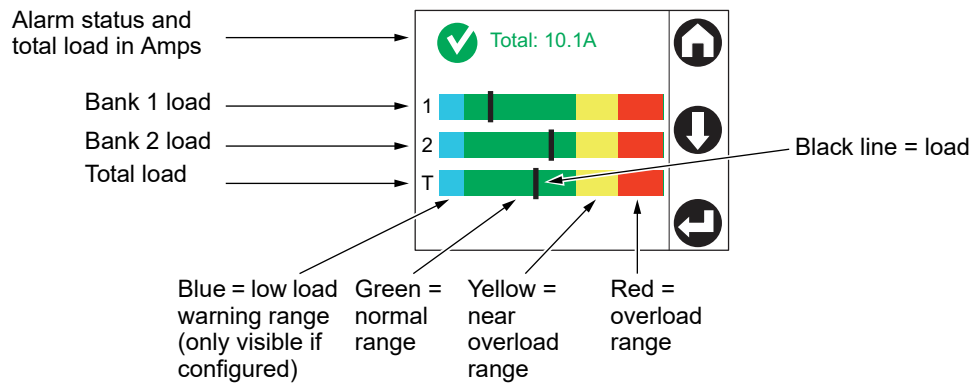 Alarm status and
total load in Amps
Total: 10.1A
Bank 1 load
1
Bank 2 load
2
Total load
T
Black line = load
Blue = low load
warning range
(only visible if
configured)
Green =
normal
range
Yellow =
near
overload
range
Red =
overload
range